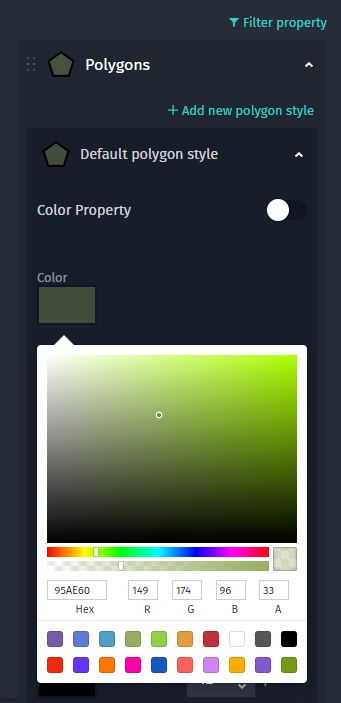 Filter property
Polygons
+ Add new polygon style
Default polygon style
Color Property
Color
95AE60 149 174 96 33
Hex R G B A